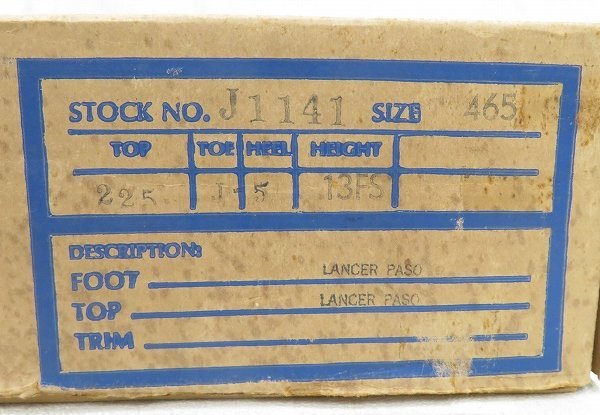 STOCK NO. J1141 SIZE 465
TOP TOE HEEL HEIGHT
225 J 5 13FS
DESCRIPTION:
FOOT LANCER PASO
TOP LANCER PASO
TRIM